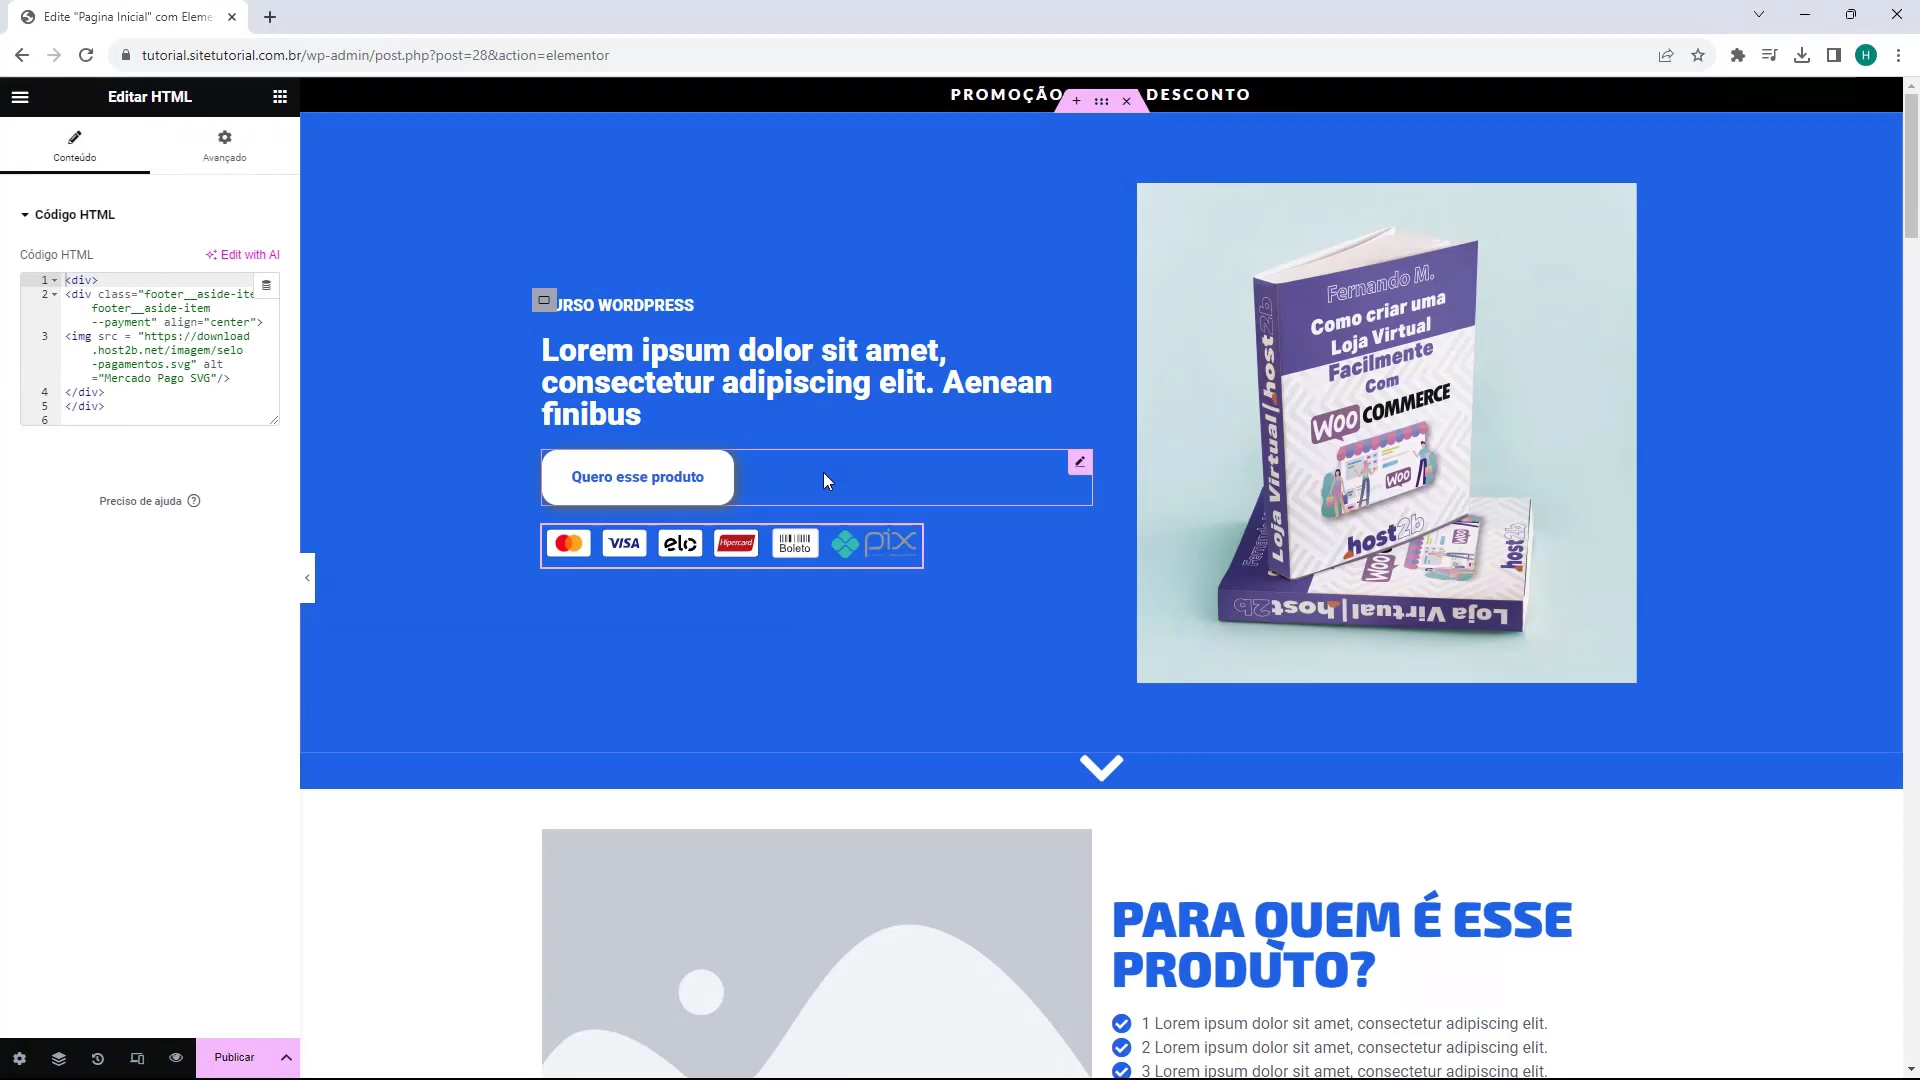 Edite "Pagina Inicial" com Eleme
tutorial.sitetutorial.com.br/wp-admin/post.php?post=28&action=elementor
H
Editar HTML
Conteúdo
Avançado
Código HTML
Código HTML
Edit with AI
1 <div>
2 <div class="footer__aside-ite
footer__aside-item
--payment" align="center">
3 <img src = "https://download
.host2b.net/imagem/selo
-pagamentos.svg" alt
="Mercado Pago SVG"/>
4 </div>
5 </div>
6
Preciso de ajuda
Publicar
PROMOÇÃO DESCONTO
URSO WORDPRESS
Lorem ipsum dolor sit amet,
consectetur adipiscing elit. Aenean
finibus
Quero esse produto
VISA
elo
Hipercard
Boleto
pix
Fernando M.
Como criar uma
Loja Virtual
Facilmente
Com
WOO COMMERCE
WOO
host2b
Loja Virtual | host2b
Loja Virtual | host2b
WOO
host2b
PARA QUEM É ESSE
PRODUTO?
1 Lorem ipsum dolor sit amet, consectetur adipiscing elit.
2 Lorem ipsum dolor sit amet, consectetur adipiscing elit.
3 Lorem ipsum dolor sit amet, consectetur adipiscing elit.